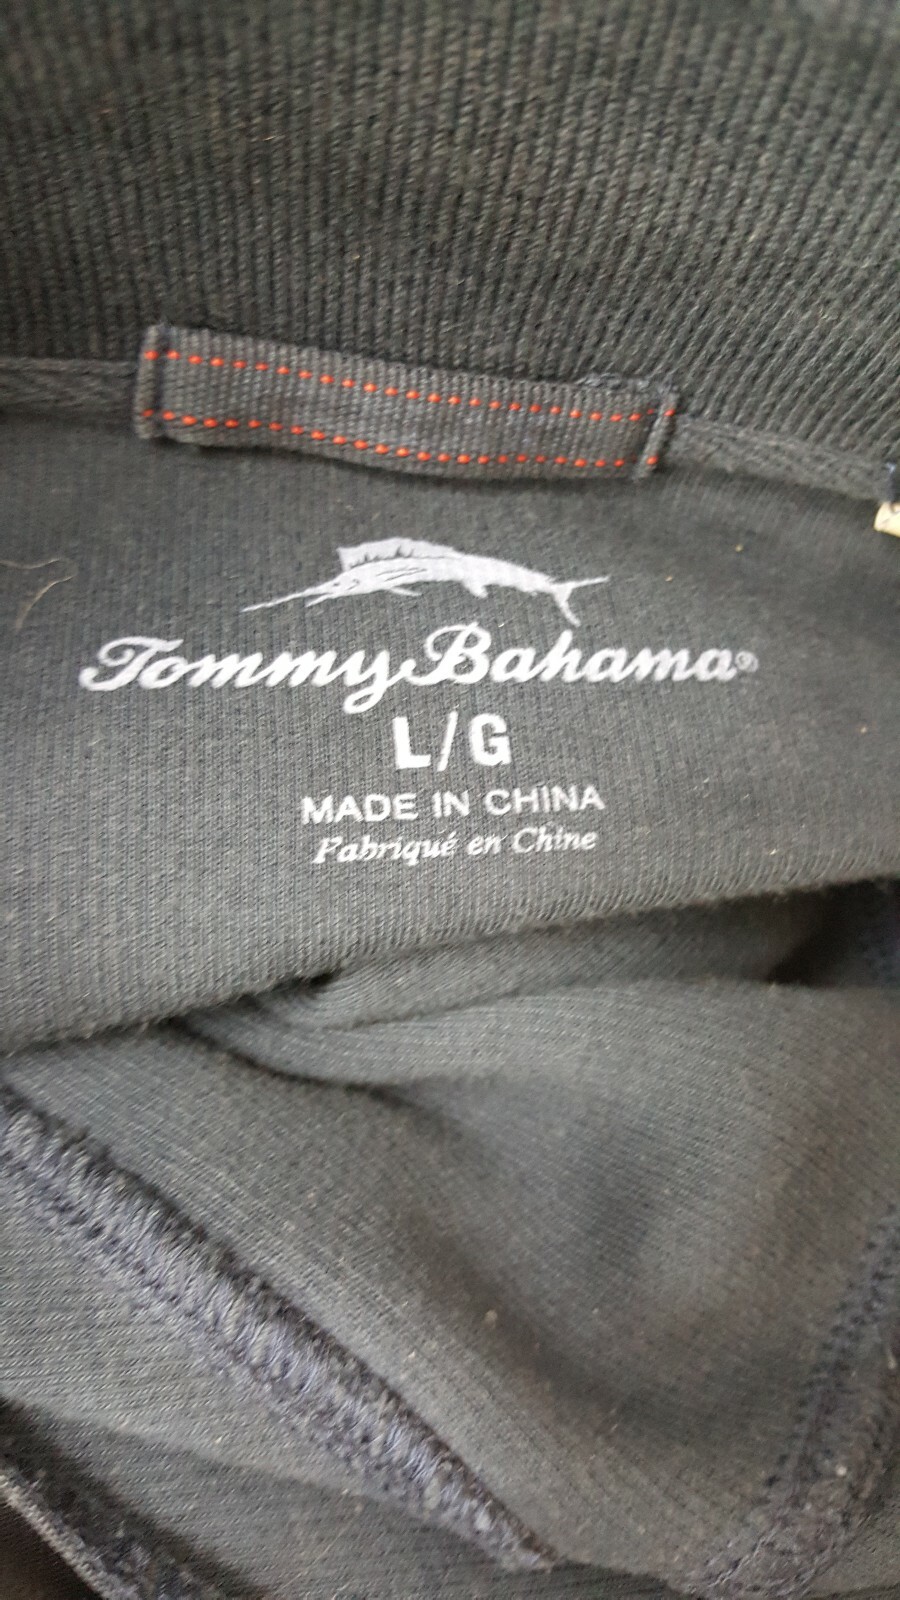 Tommy Bahama®
L/G
MADE IN CHINA
Fabriqué en Chine